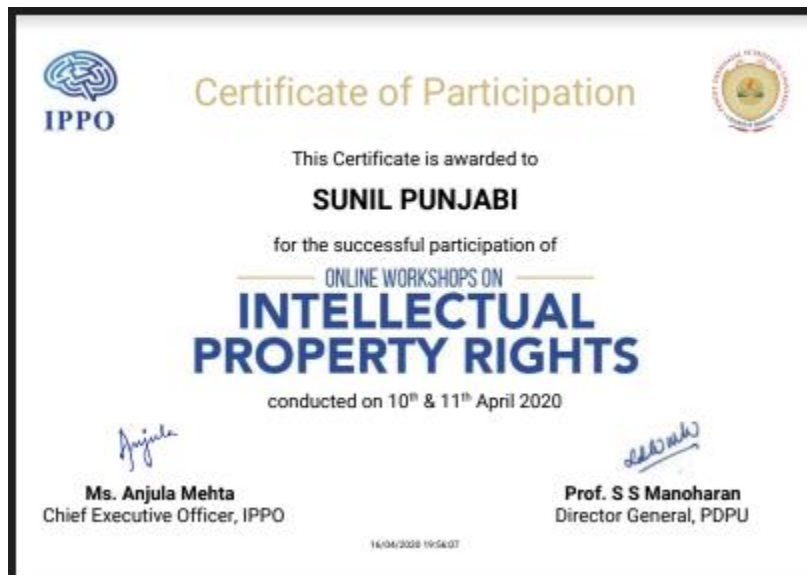 IPPO
Certificate of Participation
This Certificate is awarded to
SUNIL PUNJABI
for the successful participation of
ONLINE WORKSHOPS ON
INTELLECTUAL
PROPERTY RIGHTS
conducted on 10th & 11th April 2020
Anjula
Ms. Anjula Mehta
Chief Executive Officer, IPPO
Prof. S S Manoharan
Director General, PDPU
16/04/2020 19:56:07